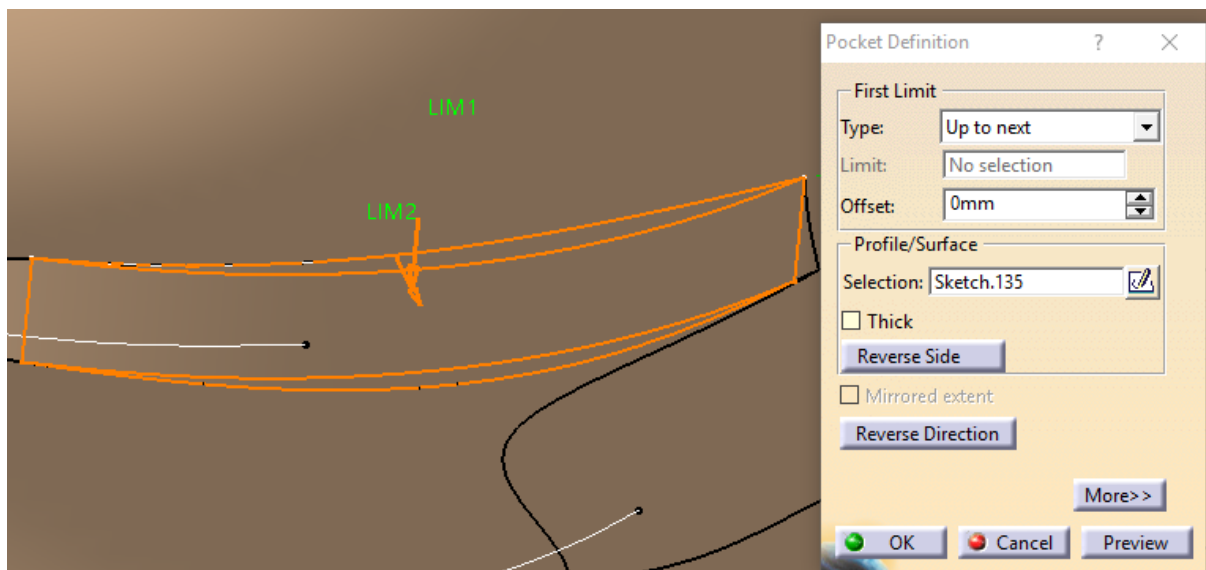 LIM1
LIM2
Pocket Definition ? ×
First Limit
Type: Up to next
Limit: No selection
Offset: 0mm
Profile/Surface
Selection: Sketch.135
Thick
Reverse Side
Mirrored extent
Reverse Direction
More>>
OK Cancel Preview